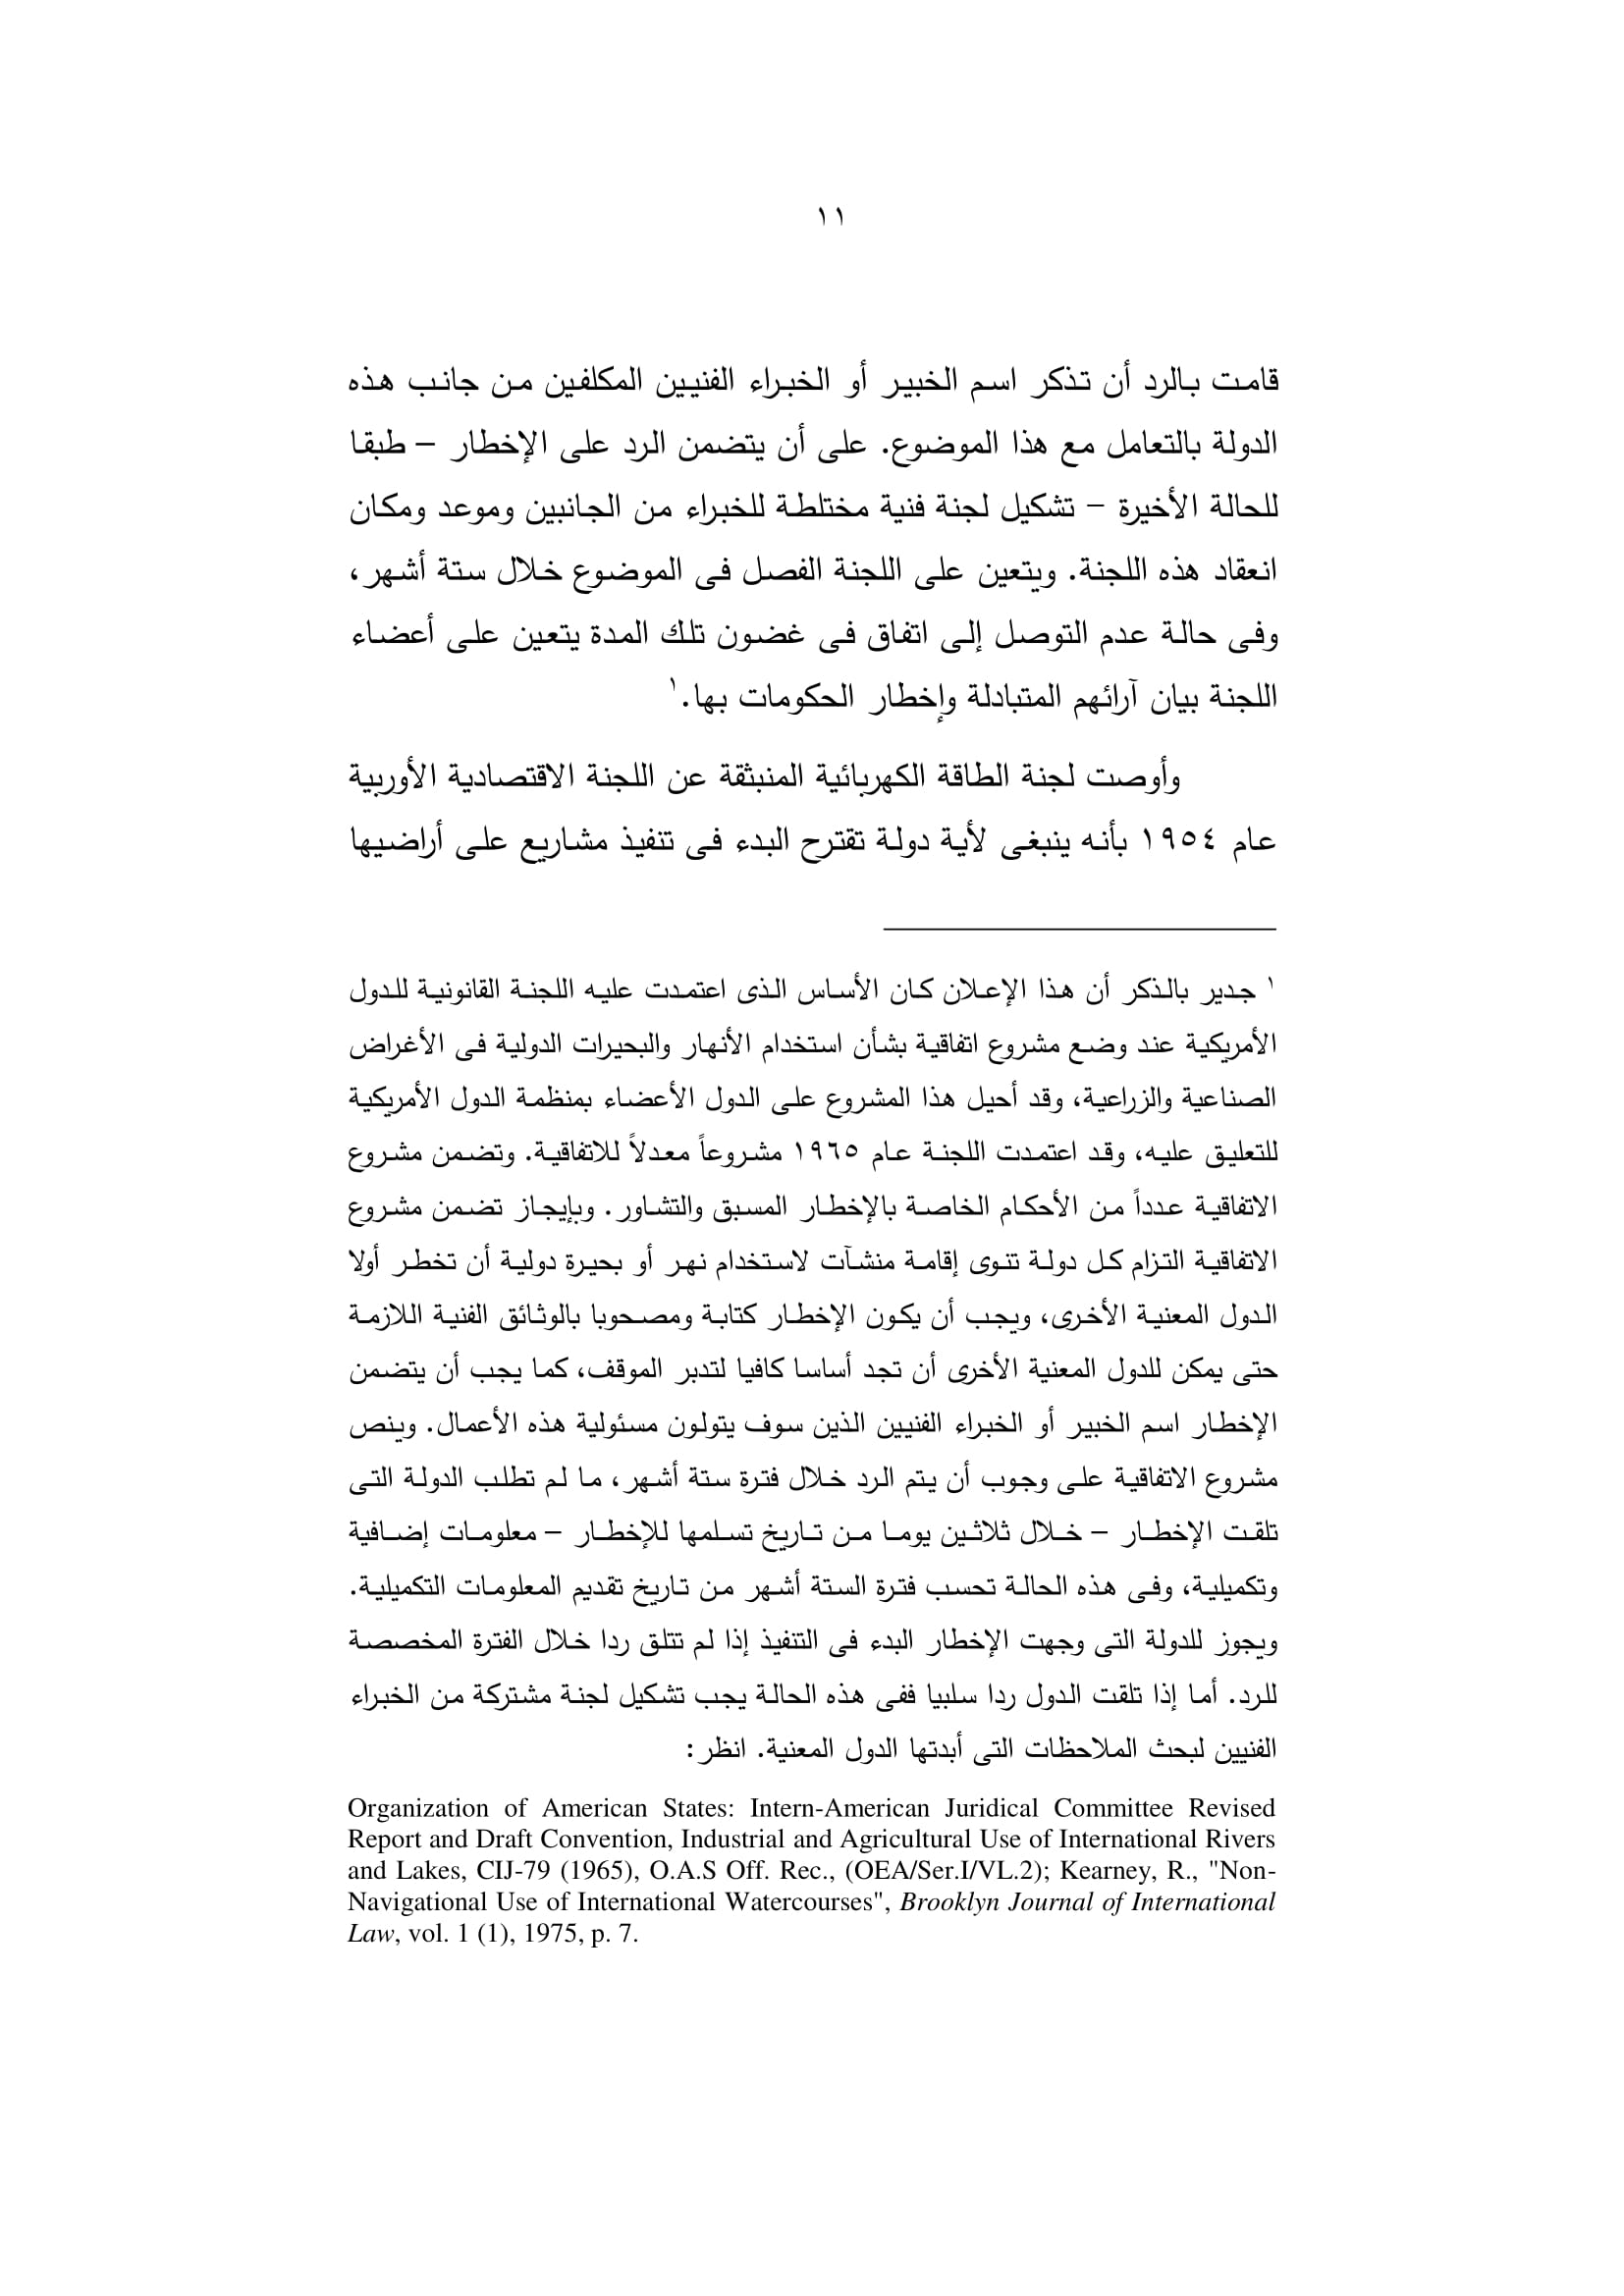 ١١
قامت بالرد أن تذكر اسم الخبير أو الخبراء الفنيين المكلفين من جانب هذه
الدولة بالتعامل مع هذا الموضوع. على أن يتضمن الرد على الإخطار – طبقا
للحالة الأخيرة – تشكيل لجنة فنية مختلطة للخبراء من الجانبين وموعد ومكان
انعقاد هذه اللجنة. ويتعين على اللجنة الفصل فى الموضوع خلال ستة أشهر،
وفى حالة عدم التوصل إلى اتفاق فى غضون تلك المدة يتعين على أعضاء
اللجنة بيان آرائهم المتبادلة وإخطار الحكومات بها.١
وأوصت لجنة الطاقة الكهربائية المنبثقة عن اللجنة الاقتصادية الأوربية
عام ١٩٥٤ بأنه ينبغى لأية دولة تقترح البدء فى تنفيذ مشاريع على أراضيها
١ جدير بالذكر أن هذا الإعلان كان الأساس الذى اعتمدت عليه اللجنة القانونية للدول
الأمريكية عند وضع مشروع اتفاقية بشأن استخدام الأنهار والبحيرات الدولية فى الأغراض
الصناعية والزراعية، وقد أحيل هذا المشروع على الدول الأعضاء بمنظمة الدول الأمريكية
للتعليق عليه، وقد اعتمدت اللجنة عام ١٩٦٥ مشروعاً معدلاً للاتفاقية. وتضمن مشروع
الاتفاقية عدداً من الأحكام الخاصة بالإخطار المسبق والتشاور. وبإيجاز تضمن مشروع
الاتفاقية التزام كل دولة تنوى إقامة منشآت لاستخدام نهر أو بحيرة دولية أن تخطر أولا
الدول المعنية الأخرى، ويجب أن يكون الإخطار كتابة ومصحوبا بالوثائق الفنية اللازمة
حتى يمكن للدول المعنية الأخرى أن تجد أساسا كافيا لتدبر الموقف، كما يجب أن يتضمن
الإخطار اسم الخبير أو الخبراء الفنيين الذين سوف يتولون مسئولية هذه الأعمال. وينص
مشروع الاتفاقية على وجوب أن يتم الرد خلال فترة ستة أشهر، ما لم تطلب الدولة التى
تلقت الإخطار – خلال ثلاثين يوما من تاريخ تسلمها للإخطار – معلومات إضافية
وتكميلية، وفى هذه الحالة تحسب فترة الستة أشهر من تاريخ تقديم المعلومات التكميلية.
ويجوز للدولة التى وجهت الإخطار البدء فى التنفيذ إذا لم تتلق ردا خلال الفترة المخصصة
للرد. أما إذا تلقت الدول ردا سلبيا ففى هذه الحالة يجب تشكيل لجنة مشتركة من الخبراء
الفنيين لبحث الملاحظات التى أبدتها الدول المعنية. انظر:
Organization of American States: Intern-American Juridical Committee Revised
Report and Draft Convention, Industrial and Agricultural Use of International Rivers
and Lakes, CIJ-79 (1965), O.A.S Off. Rec., (OEA/Ser.I/VL.2); Kearney, R., "Non-
Navigational Use of International Watercourses", Brooklyn Journal of International
Law, vol. 1 (1), 1975, p. 7.